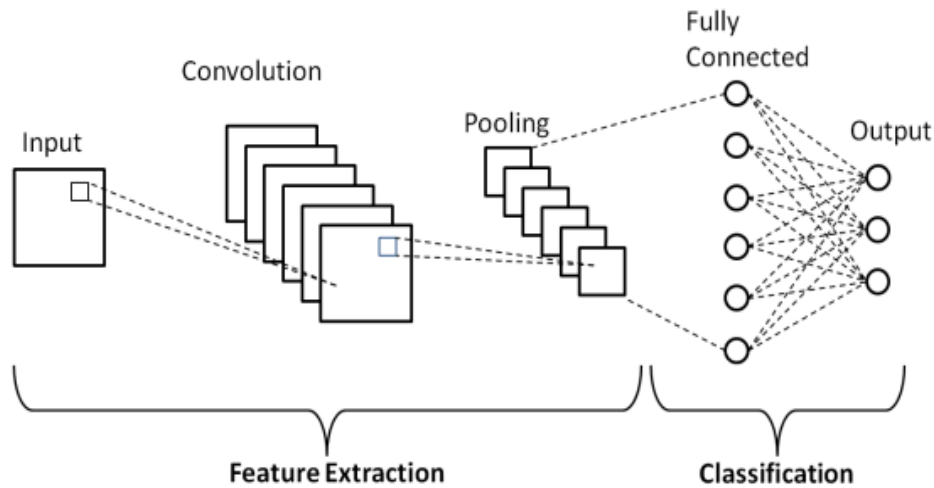 Input
Convolution
Pooling
Fully
Connected
Output
Feature Extraction
Classification